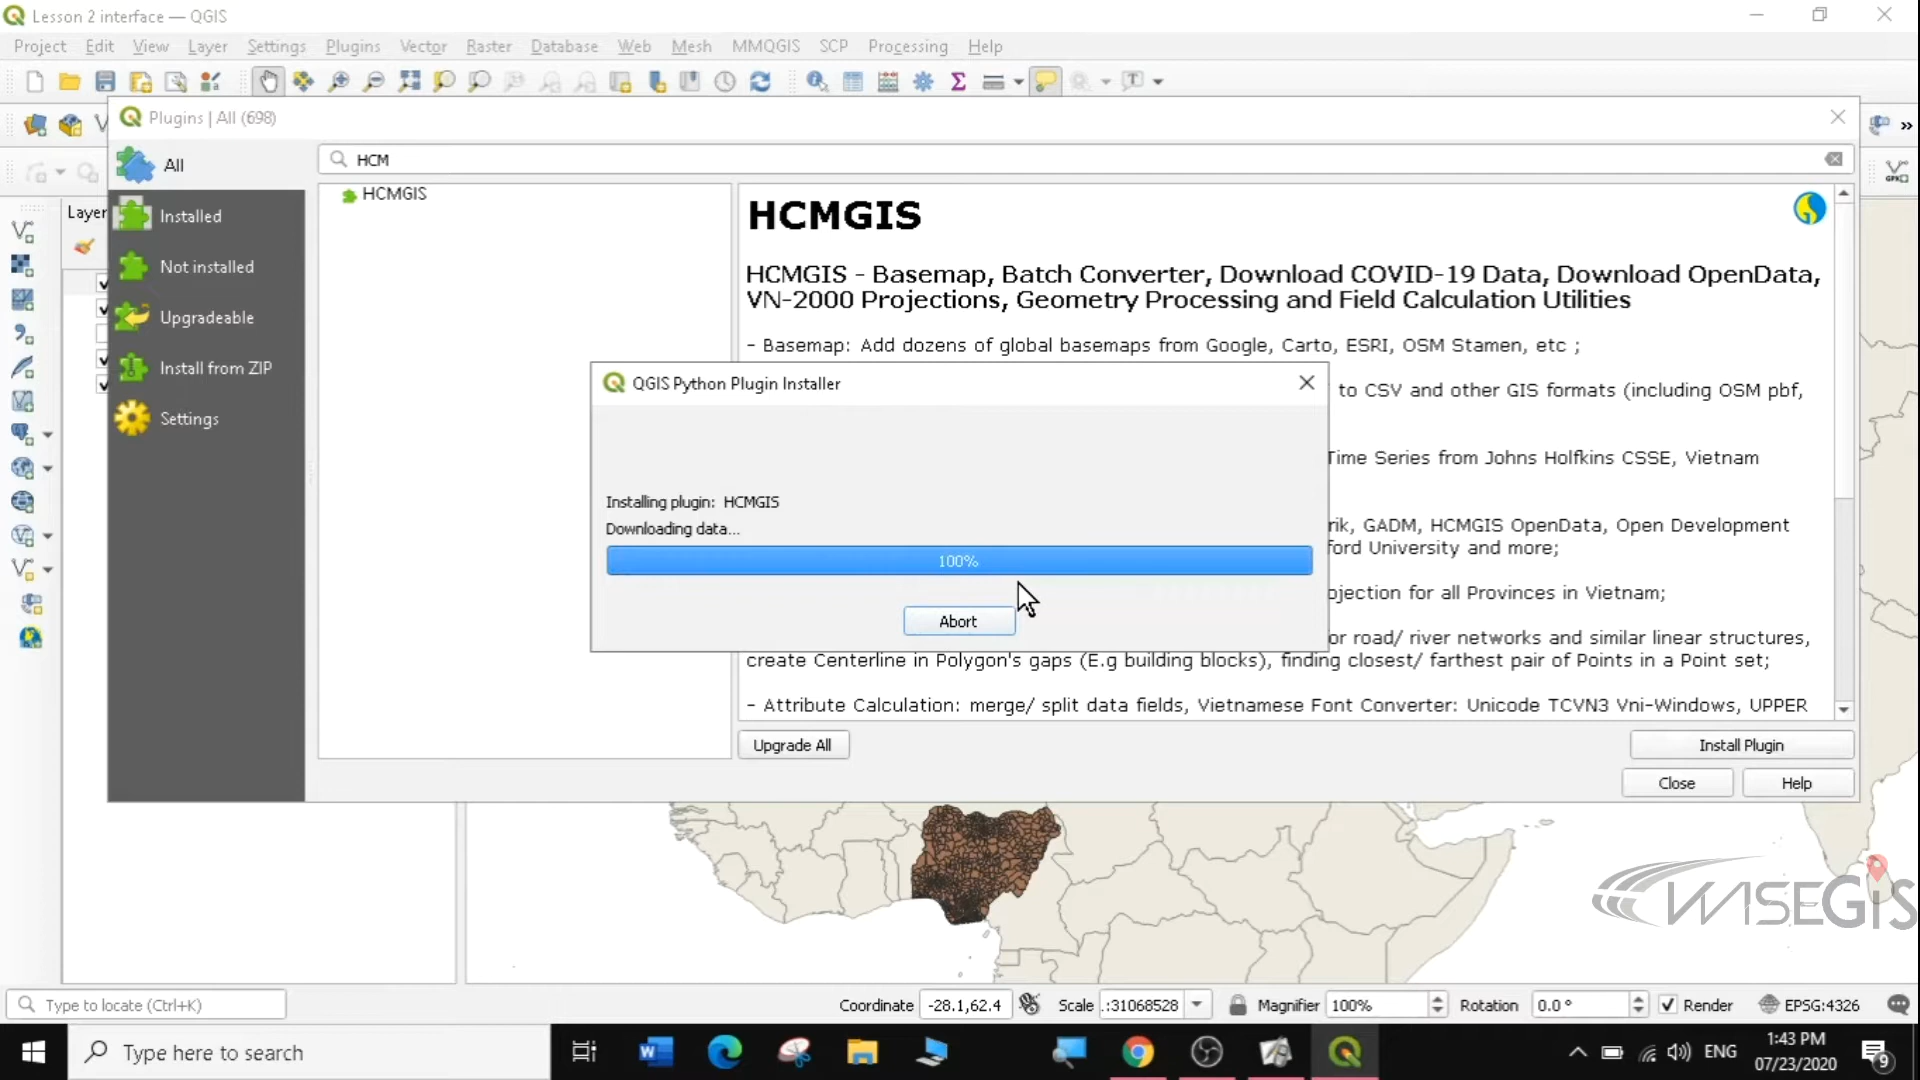 Lesson 2 interface — QGIS
Project Edit View Layer Settings Plugins Vector Raster Database Web Mesh MMQGIS SCP Processing Help
Plugins | All (698)
All
HCM
Installed
Not installed
Upgradeable
Install from ZIP
Settings
Layer
HCMGIS
HCMGIS
HCMGIS - Basemap, Batch Converter, Download COVID-19 Data, Download OpenData,
VN-2000 Projections, Geometry Processing and Field Calculation Utilities
- Basemap: Add dozens of global basemaps from Google, Carto, ESRI, OSM Stamen, etc ;
to CSV and other GIS formats (including OSM pbf,
Time Series from Johns Holfkins CSSE, Vietnam
rik, GADM, HCMGIS OpenData, Open Development
ford University and more;
ojection for all Provinces in Vietnam;
or road/ river networks and similar linear structures,
create Centerline in Polygon's gaps (E.g building blocks), finding closest/ farthest pair of Points in a Point set;
- Attribute Calculation: merge/ split data fields, Vietnamese Font Converter: Unicode TCVN3 Vni-Windows, UPPER
QGIS Python Plugin Installer
Installing plugin: HCMGIS
Downloading data...
100%
Abort
Upgrade All
Install Plugin
Close
Help
WISEGIS
Type to locate (Ctrl+K)
Coordinate -28.1,62.4 Scale .:31068528 Magnifier 100% Rotation 0.0 ° Render EPSG:4326
Type here to search
ENG
1:43 PM
07/23/2020
9